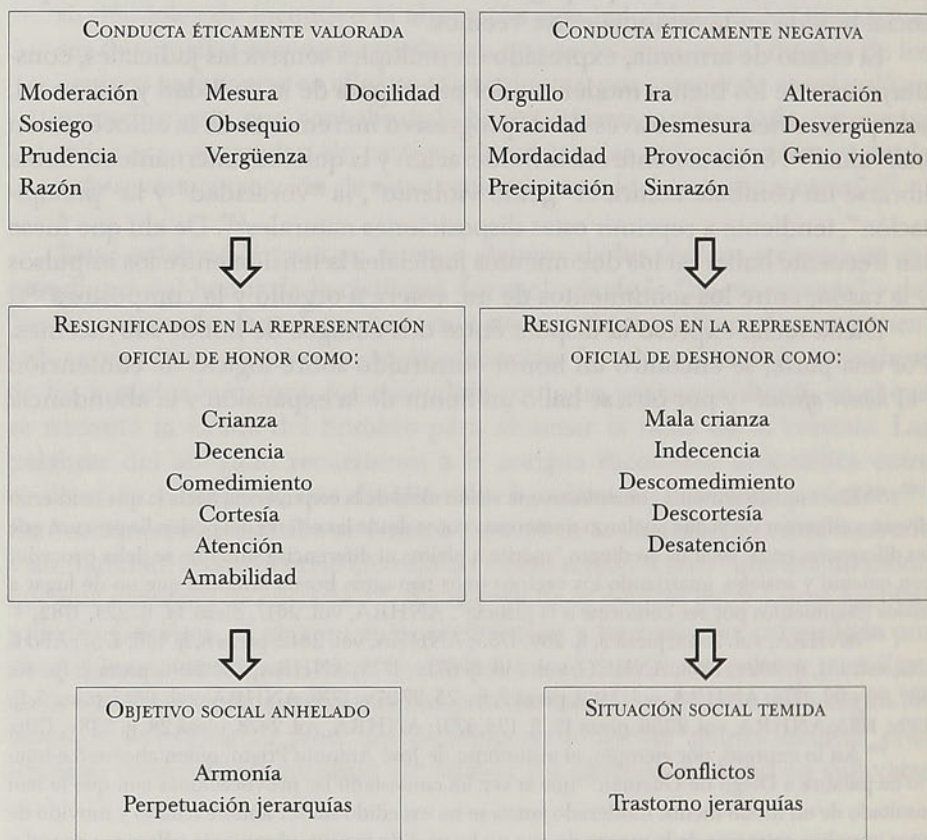 CONDUCTA ÉTICAMENTE VALORADA
Moderación Mesura Docilidad
Sosiego Obsequio
Prudencia Vergüenza
Razón
CONDUCTA ÉTICAMENTE NEGATIVA
Orgullo Ira Alteración
Voracidad Desmesura Desvergüenza
Mordacidad Provocación Genio violento
Precipitación Sinrazón
RESIGNIFICADOS EN LA REPRESENTACIÓN
OFICIAL DE HONOR COMO:
Crianza
Decencia
Comedimiento
Cortesía
Atención
Amabilidad
RESIGNIFICADOS EN LA REPRESENTACIÓN
OFICIAL DE DESHONOR COMO:
Mala crianza
Indecencia
Descomedimiento
Descortesía
Desatención
OBJETIVO SOCIAL ANHELADO
Armonía
Perpetuación jerarquías
SITUACIÓN SOCIAL TEMIDA
Conflictos
Trastorno jerarquías